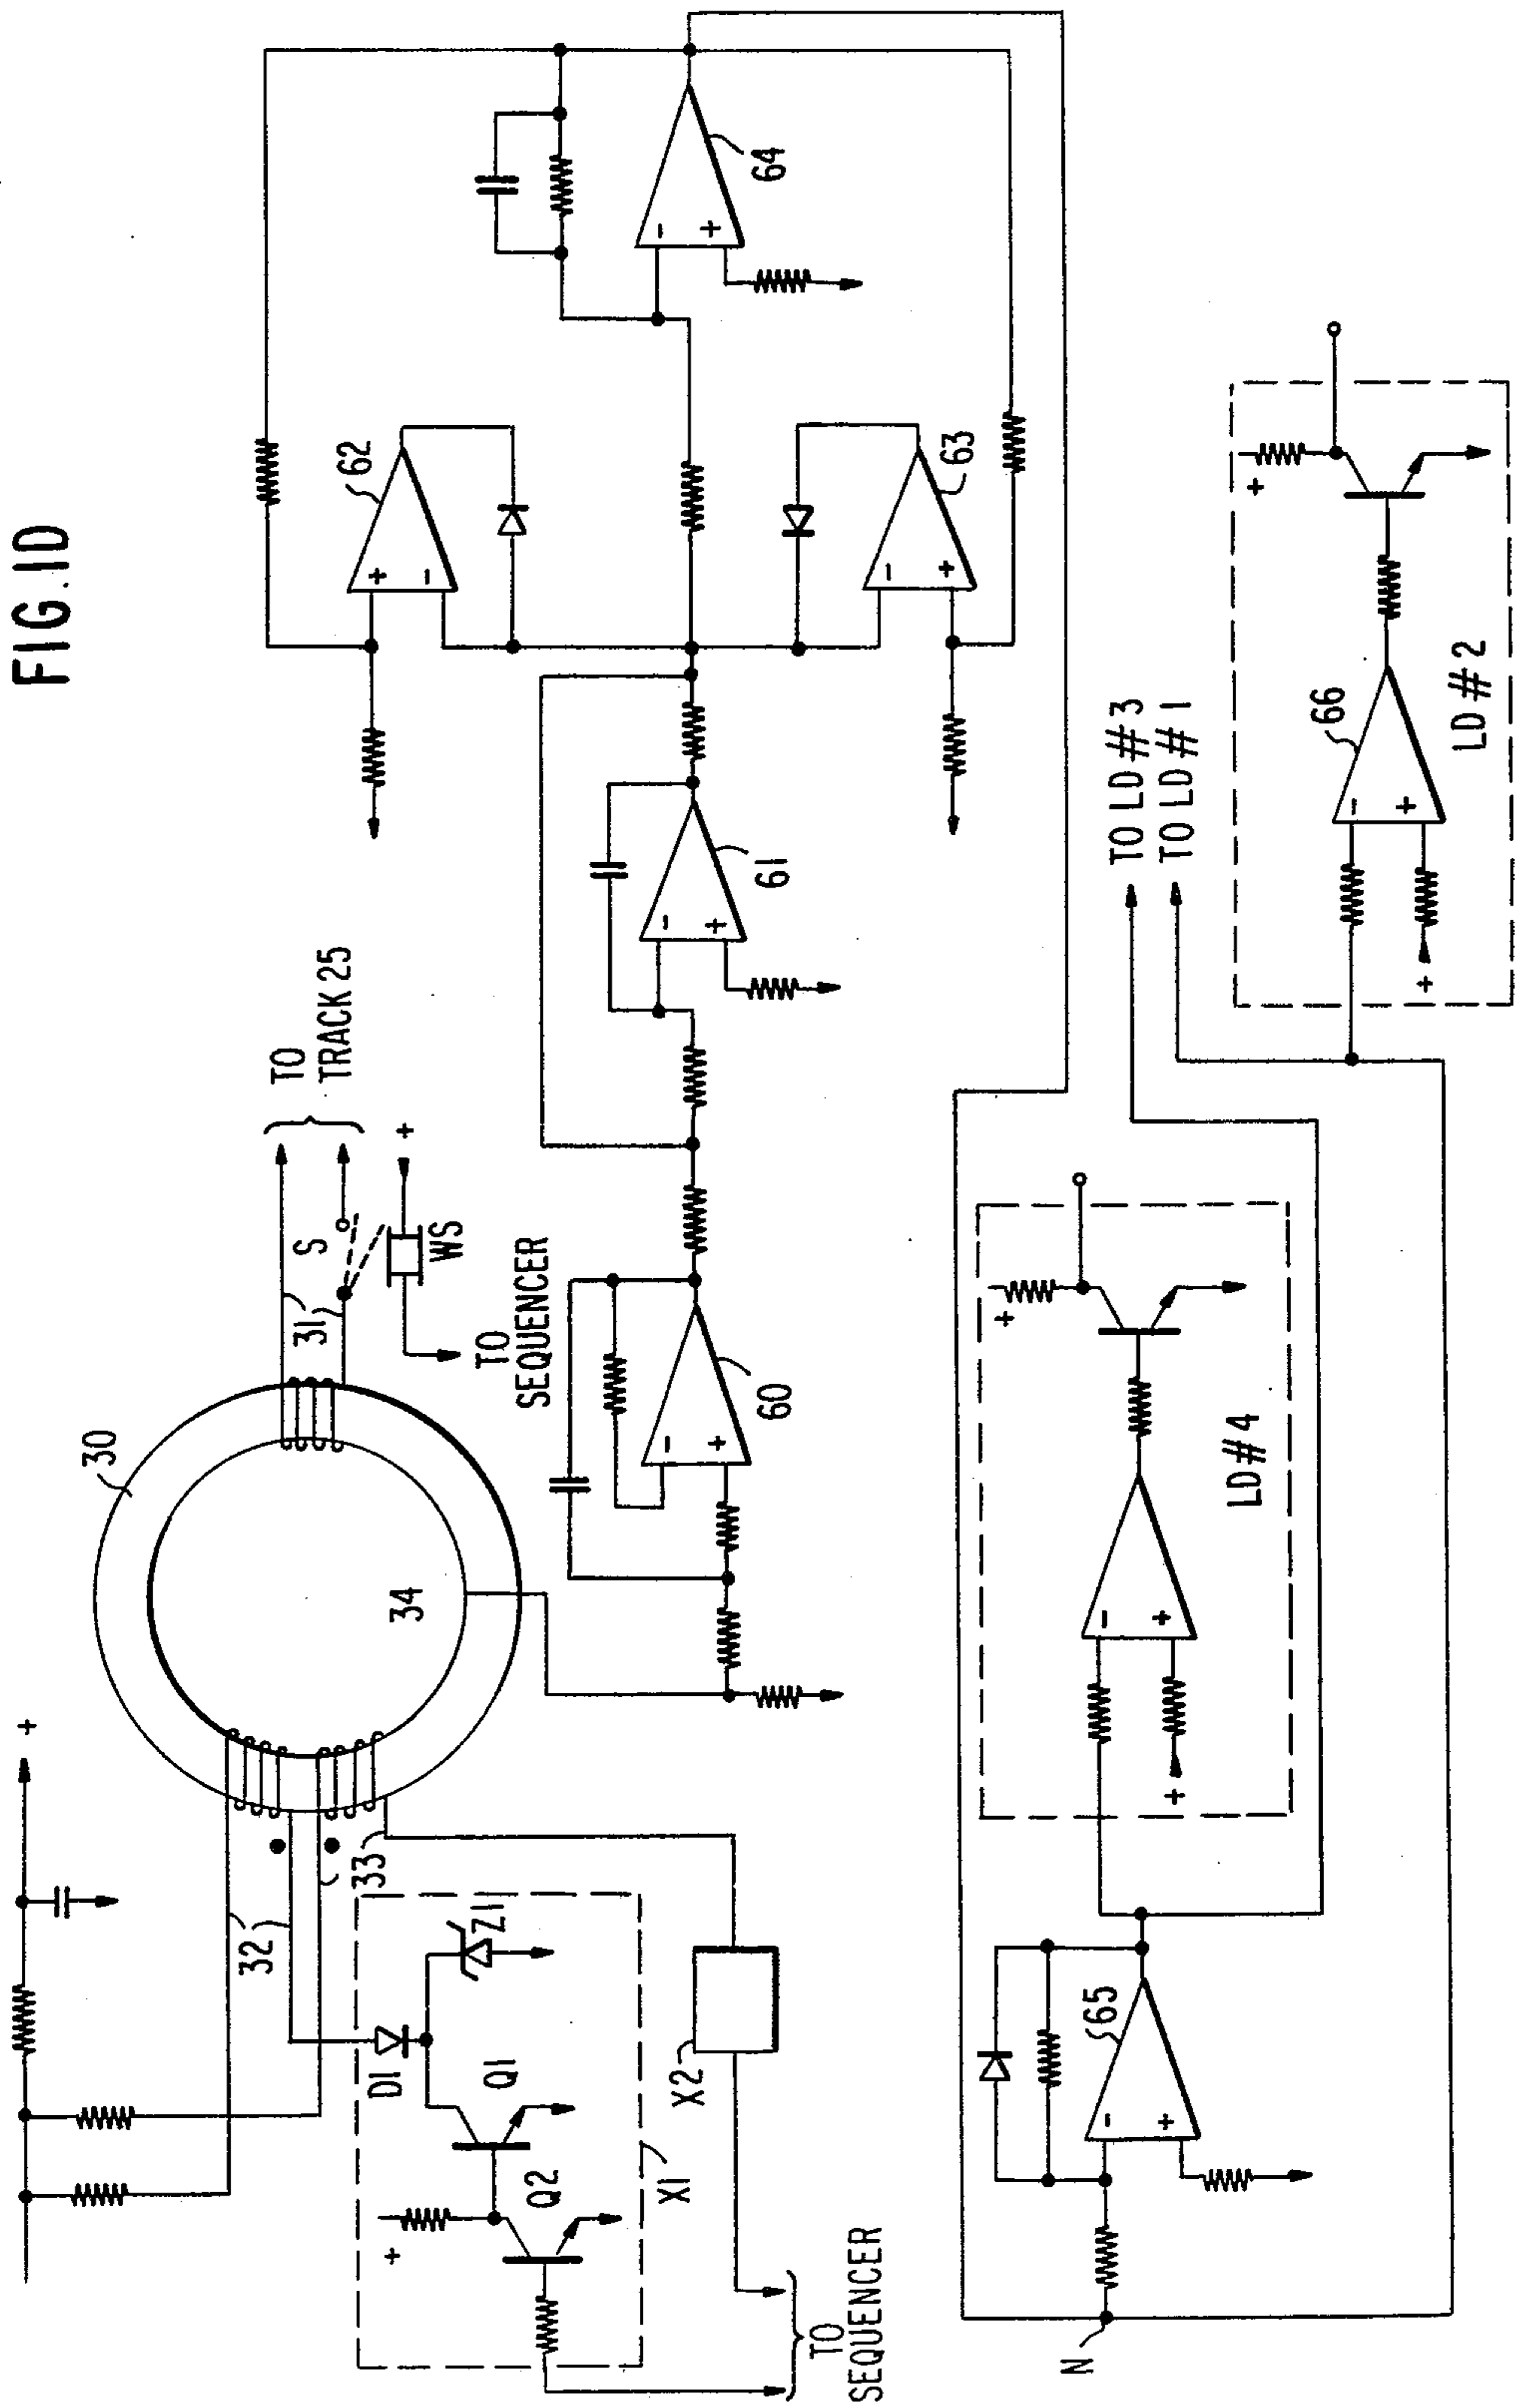 FIG.1D
+
30
31
S
TO
TRACK 25
+
WS
TO
SEQUENCER
32
33
34
D1
Z1
Q1
Q2
+
X1
X2
TO
SEQUENCER
-
+
60
-
+
61
+
-
62
-
+
63
-
+
64
N
-
+
65
-
+
+
+
LD#4
TO LD #3
TO LD #1
-
+
+
66
+
LD #2